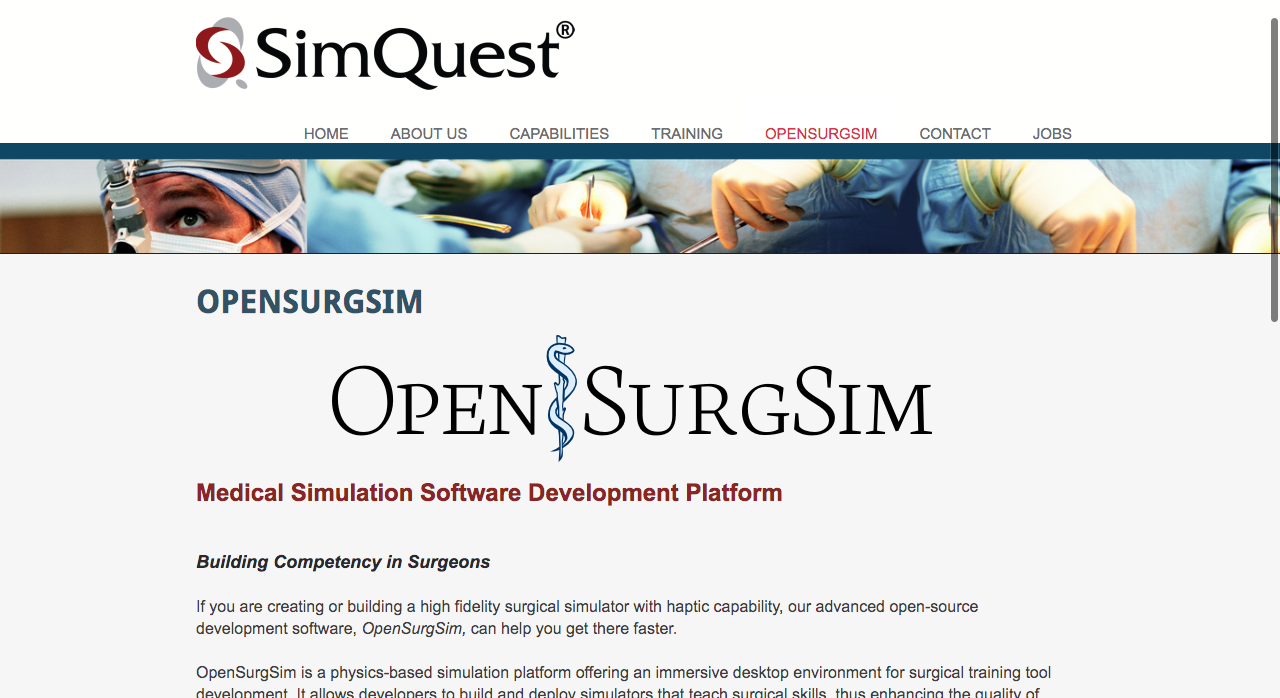 SimQuest®
HOME ABOUT US CAPABILITIES TRAINING OPENSURGSIM CONTACT JOBS
OPENSURGSIM
OPENSURGSIM
Medical Simulation Software Development Platform
Building Competency in Surgeons
If you are creating or building a high fidelity surgical simulator with haptic capability, our advanced open-source
development software, OpenSurgSim, can help you get there faster.
OpenSurgSim is a physics-based simulation platform offering an immersive desktop environment for surgical training tool
development. It allows developers to build and deploy simulators that teach surgical skills, thus enhancing the quality of